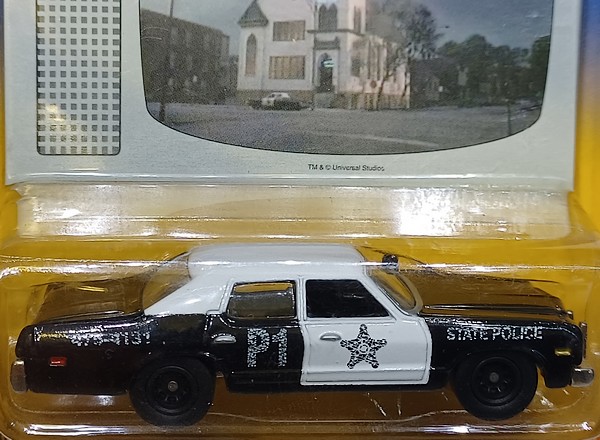 TM & © Universal Studios
P1
STATE POLICE